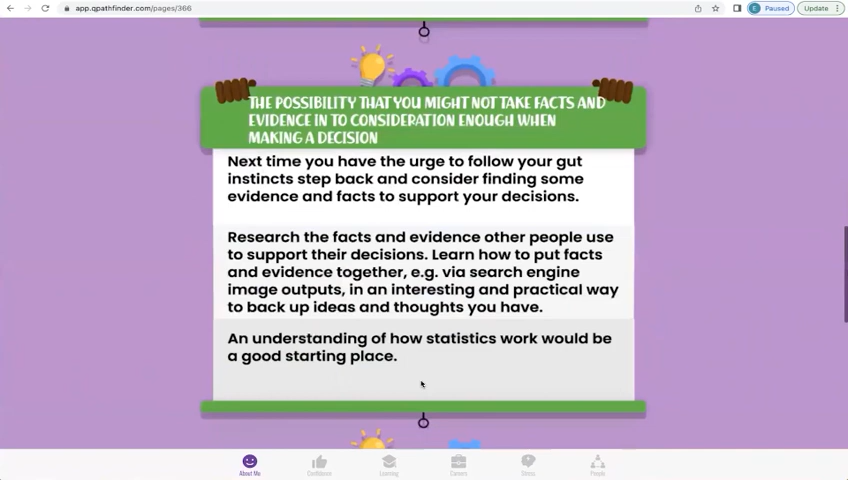 app.qpathfinder.com/pages/366
E
Paused
Update
THE POSSIBILITY THAT YOU MIGHT NOT TAKE FACTS AND
EVIDENCE IN TO CONSIDERATION ENOUGH WHEN
MAKING A DECISION
Next time you have the urge to follow your gut
instincts step back and consider finding some
evidence and facts to support your decisions.
Research the facts and evidence other people use
to support their decisions. Learn how to put facts
and evidence together, e.g. via search engine
image outputs, in an interesting and practical way
to back up ideas and thoughts you have.
An understanding of how statistics work would be
a good starting place.
About Me
Confidence
Learning
Careers
Stress
People